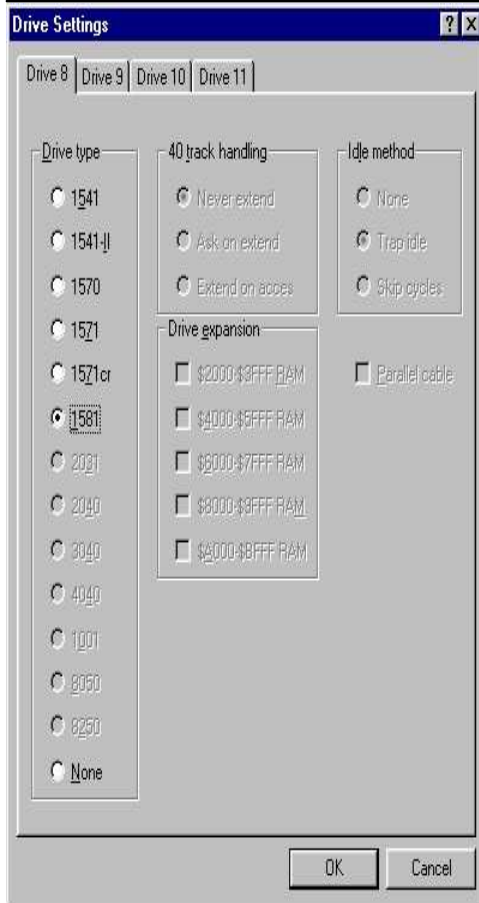 Drive Settings
Drive 8
Drive 9
Drive 10
Drive 11
Drive type
1541
1541-II
1570
1571
1571cr
1581
2031
2040
3040
4040
1001
8050
8250
None
40 track handling
Never extend
Ask on extend
Extend on acces
Drive expansion
$2000-$3FFF RAM
$4000-$5FFF RAM
$6000-$7FFF RAM
$8000-$9FFF RAM
$A000-$BFFF RAM
Idle method
None
Trap idle
Skip cycles
Parallel cable
OK
Cancel